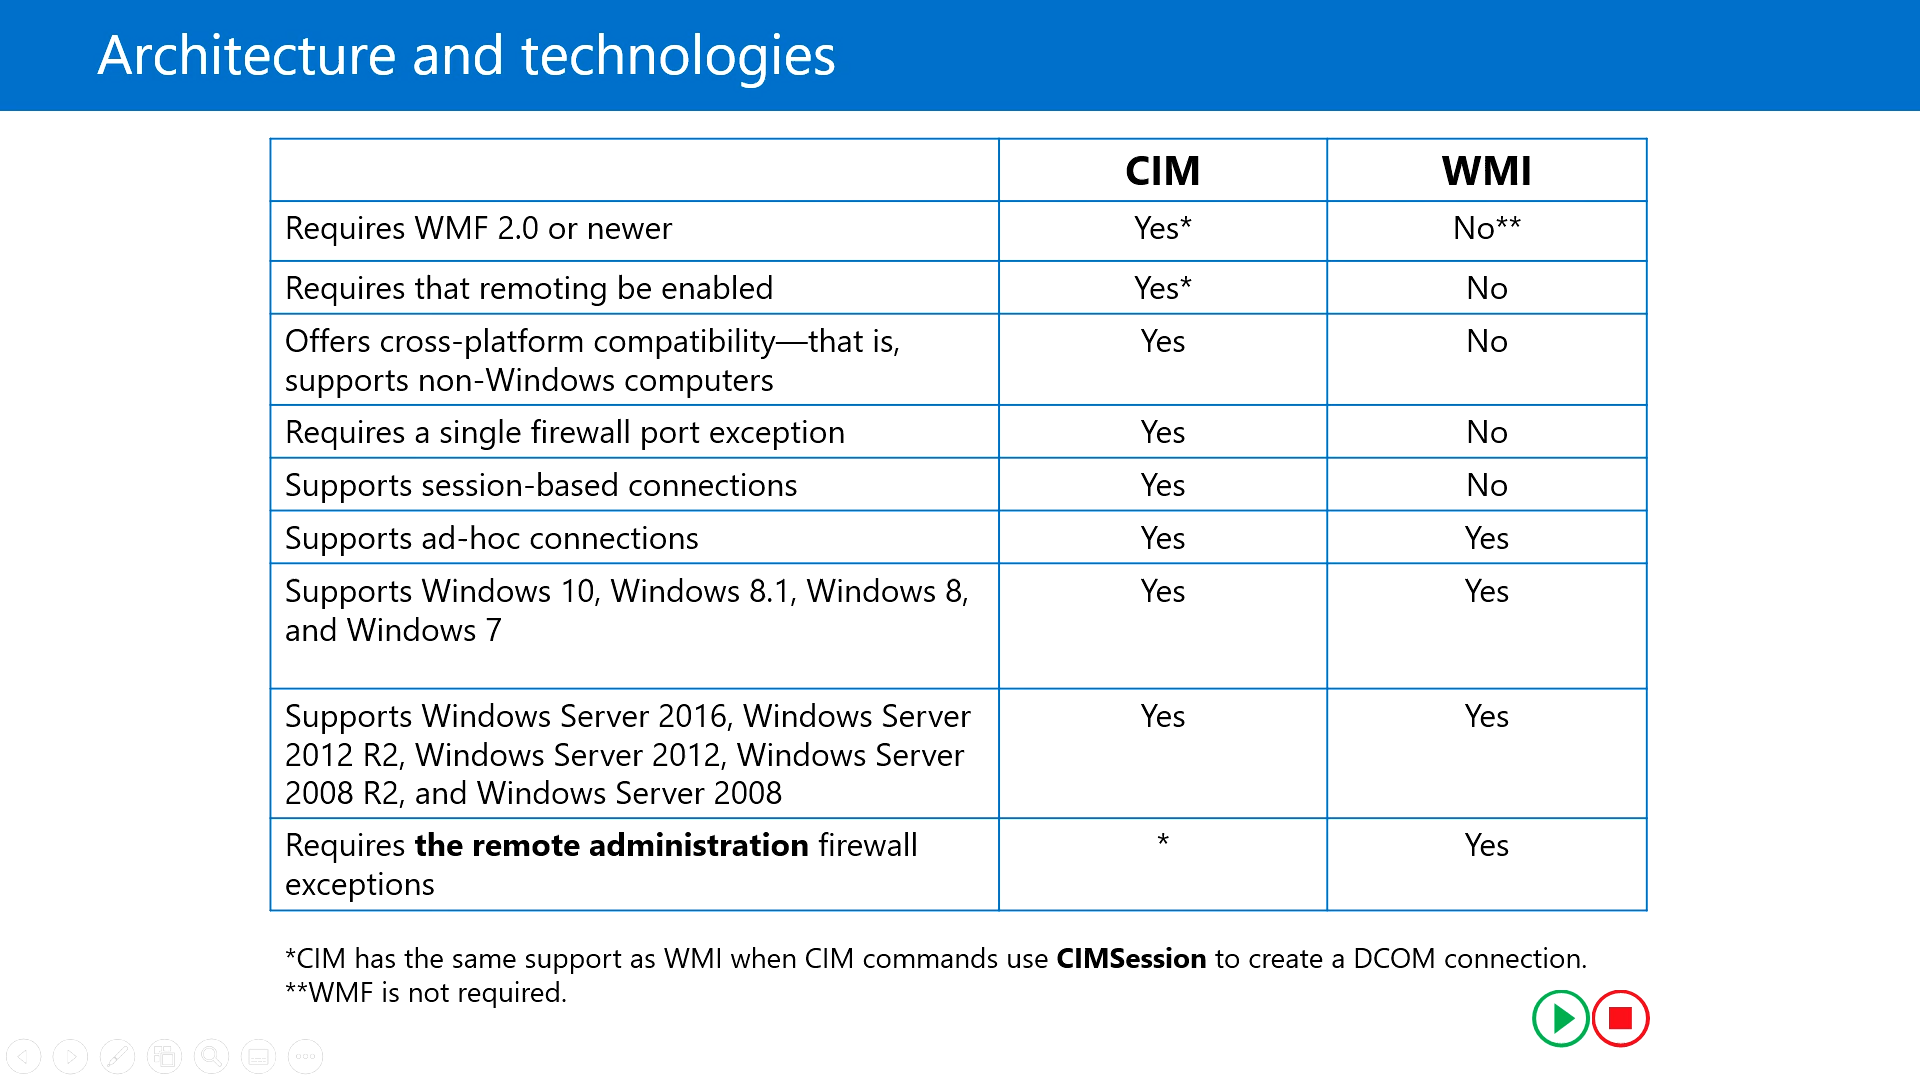 Architecture and technologies
CIM WMI
Requires WMF 2.0 or newer Yes* No**
Requires that remoting be enabled Yes* No
Offers cross-platform compatibility—that is, Yes No
supports non-Windows computers
Requires a single firewall port exception Yes No
Supports session-based connections Yes No
Supports ad-hoc connections Yes Yes
Supports Windows 10, Windows 8.1, Windows 8, Yes Yes
and Windows 7
Supports Windows Server 2016, Windows Server Yes Yes
2012 R2, Windows Server 2012, Windows Server
2008 R2, and Windows Server 2008
Requires the remote administration firewall * Yes
exceptions
*CIM has the same support as WMI when CIM commands use CIMSession to create a DCOM connection.
**WMF is not required.